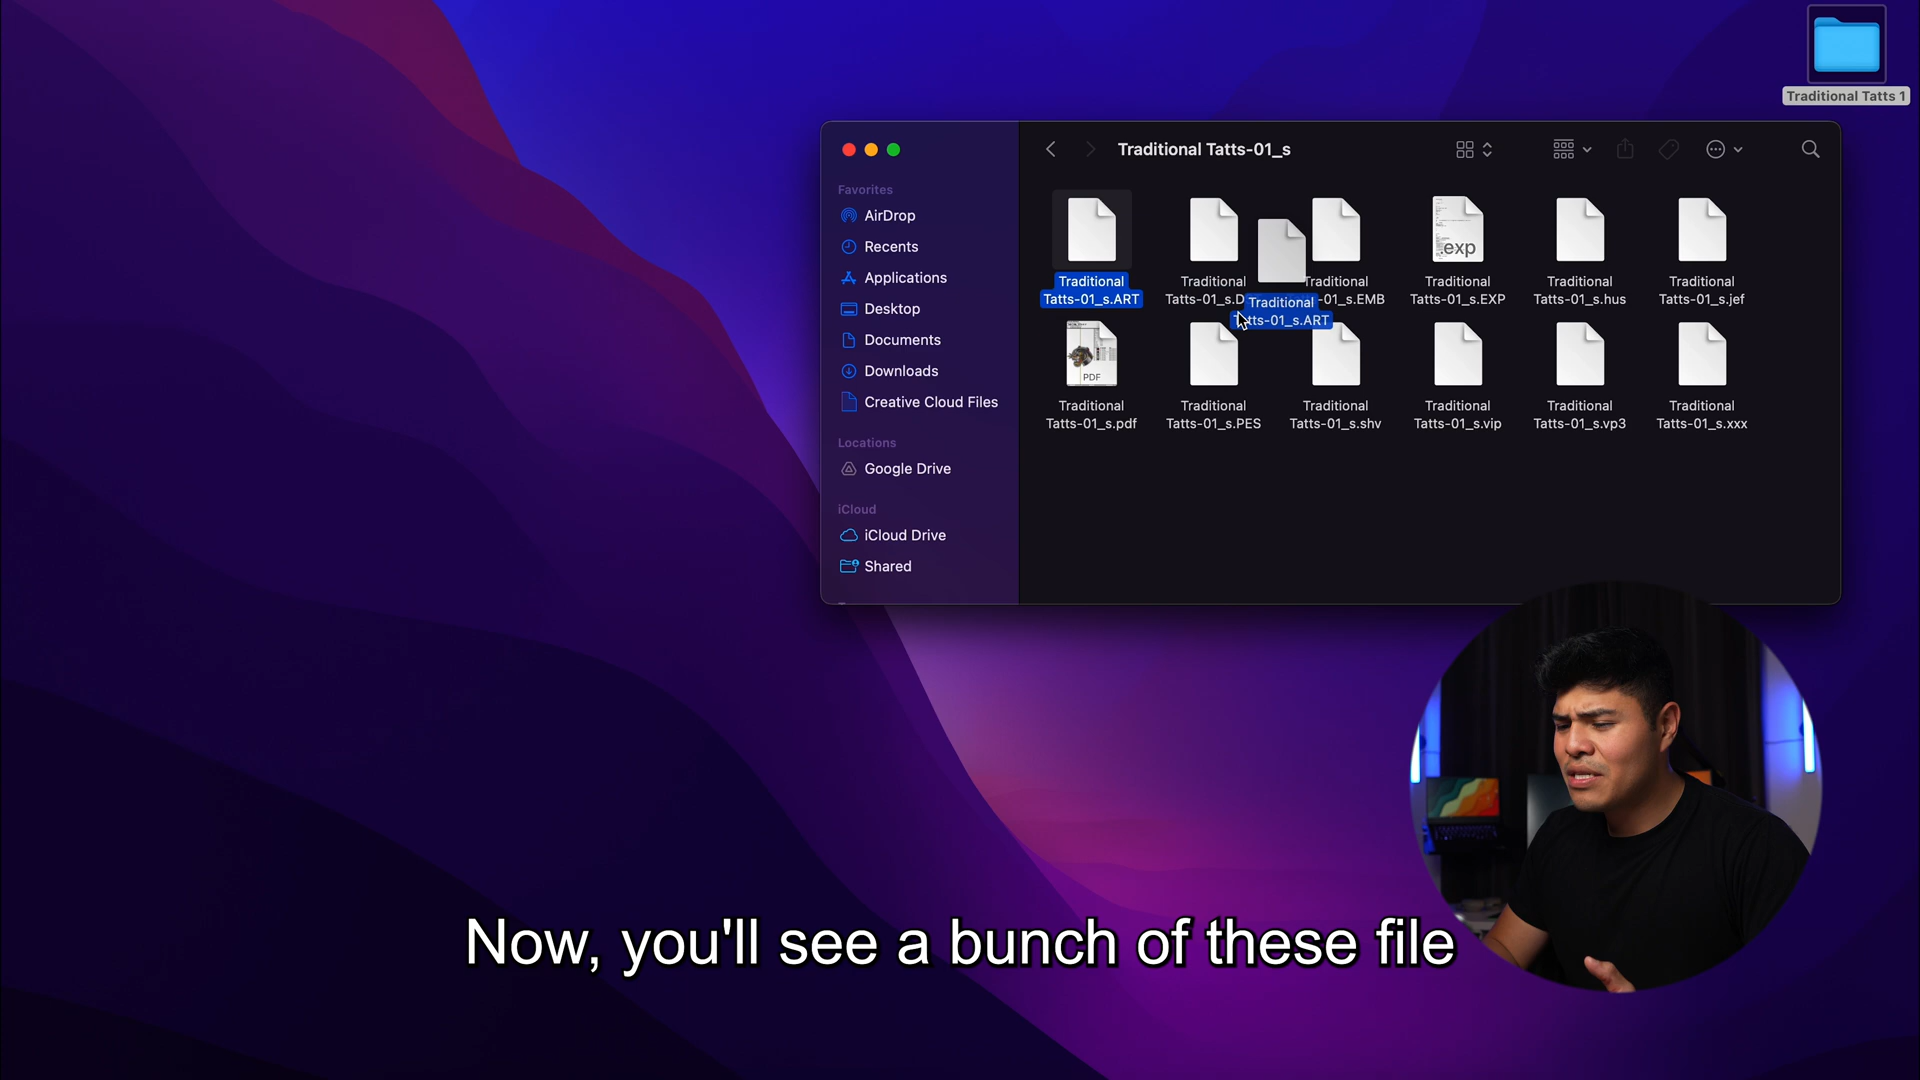 Traditional Tatts 1
Traditional Tatts-01_s
Favorites
AirDrop
Recents
Applications
Desktop
Documents
Downloads
Creative Cloud Files
Locations
Google Drive
iCloud
iCloud Drive
Shared
Traditional
Tatts-01_s.ART
Traditional
Tatts-01_s.D
Traditional
-01_s.EMB
.exp
Traditional
Tatts-01_s.EXP
Traditional
Tatts-01_s.hus
Traditional
Tatts-01_s.jef
Traditional
Tatts-01_s.ART
PDF
Traditional
Tatts-01_s.pdf
Traditional
Tatts-01_s.PES
Traditional
Tatts-01_s.shv
Traditional
Tatts-01_s.vip
Traditional
Tatts-01_s.vp3
Traditional
Tatts-01_s.xxx
Now, you'll see a bunch of these file